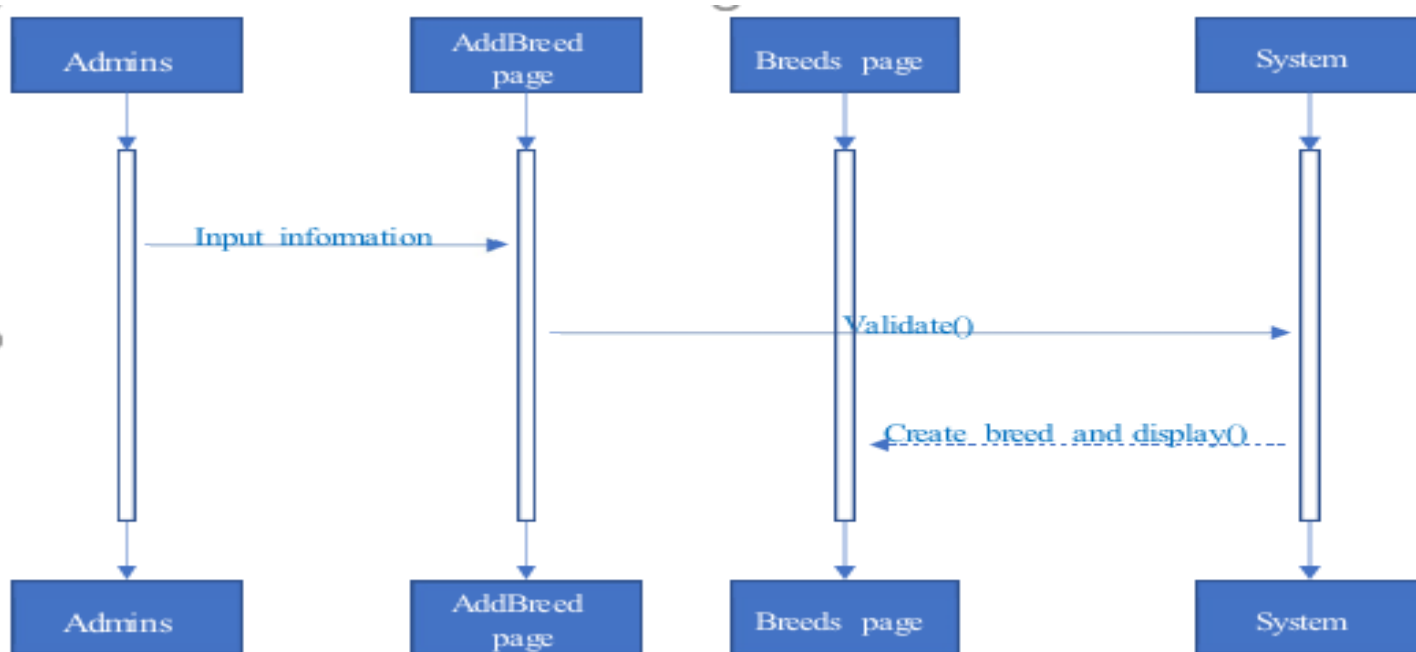 Admins
AddBreed
page
Breeds page
System
Input information
Validate()
Create breed and display()
Admins
AddBreed
page
Breeds page
System